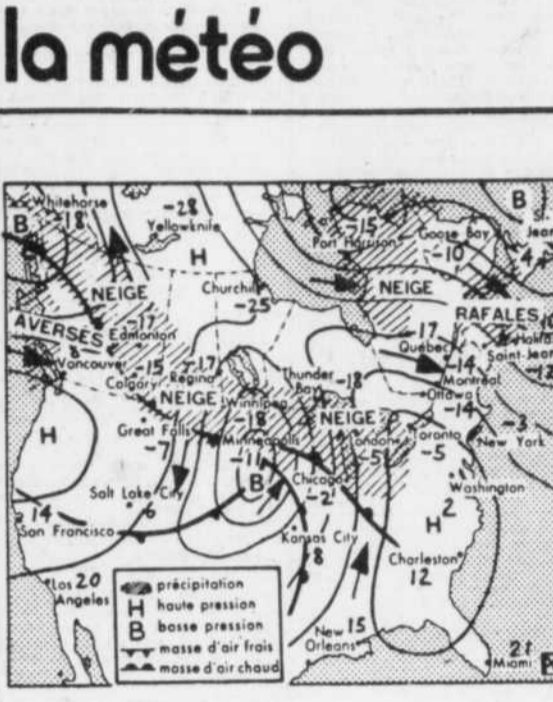 la météo
Whitehorse
-18
-28
Yellowknife
B
H
-15
Port Harrison
Goose Bay
-10
B
NEIGE
Churchill
-25
NEIGE
AVERSES
-17
Edmonton
RAFALES
Vancouver
-15
Calgary
Regina
-17
NEIGE
Winnipeg
-18
Thunder
Bay
-18
-17
Québec
-14
Montréal
Saint-Jean
-12
Ottawa
-14
NEIGE
H
Great Falls
-7
Minneapolis
-11
London
-5
Toronto
-5
-3
New York
B
Chicago
-2
Washington
Salt Lake City
-6
14
San Francisco
Kansas City
8
H 2
Charleston
12
Los 20
Angeles
précipitation
H haute pression
B basse pression
masse d'air frais
masse d'air chaud
New 15
Orleans
21
Miami